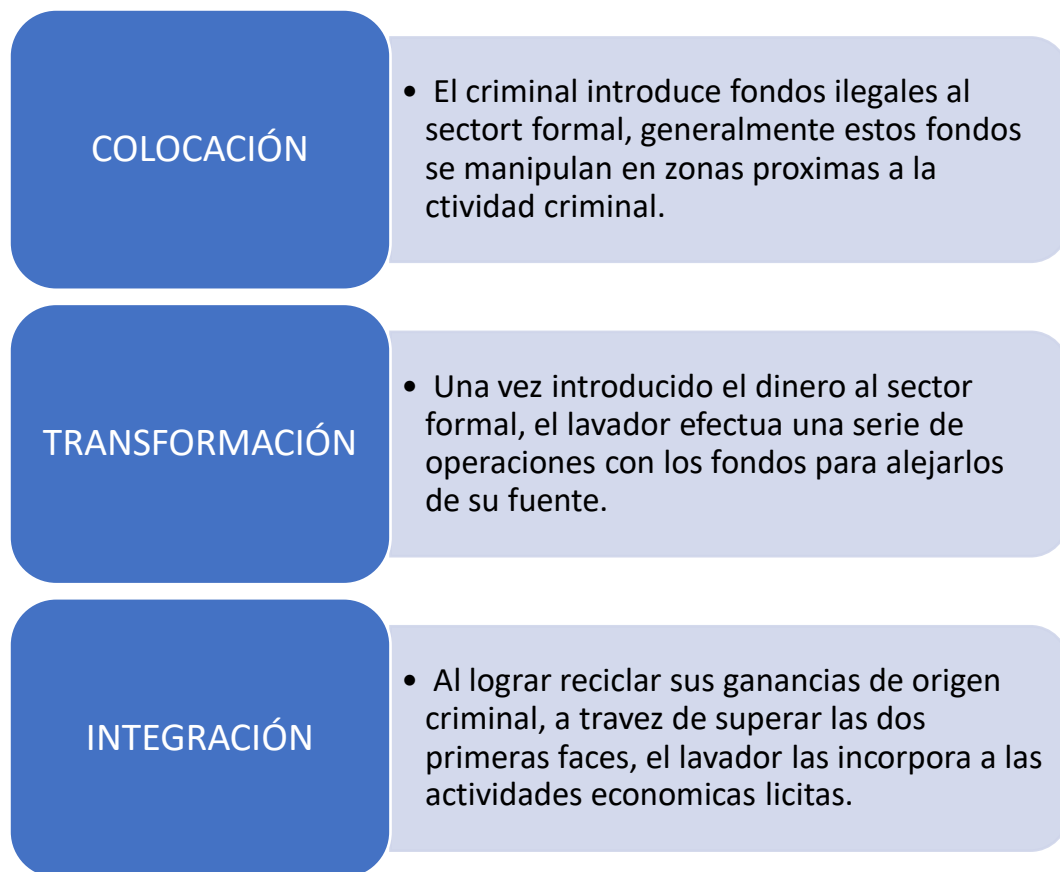 COLOCACIÓN
• El criminal introduce fondos ilegales al
sectort formal, generalmente estos fondos
se manipulan en zonas proximas a la
ctividad criminal.
TRANSFORMACIÓN
• Una vez introducido el dinero al sector
formal, el lavador efectua una serie de
operaciones con los fondos para alejarlos
de su fuente.
INTEGRACIÓN
• Al lograr reciclar sus ganancias de origen
criminal, a travez de superar las dos
primeras faces, el lavador las incorpora a las
actividades economicas licitas.